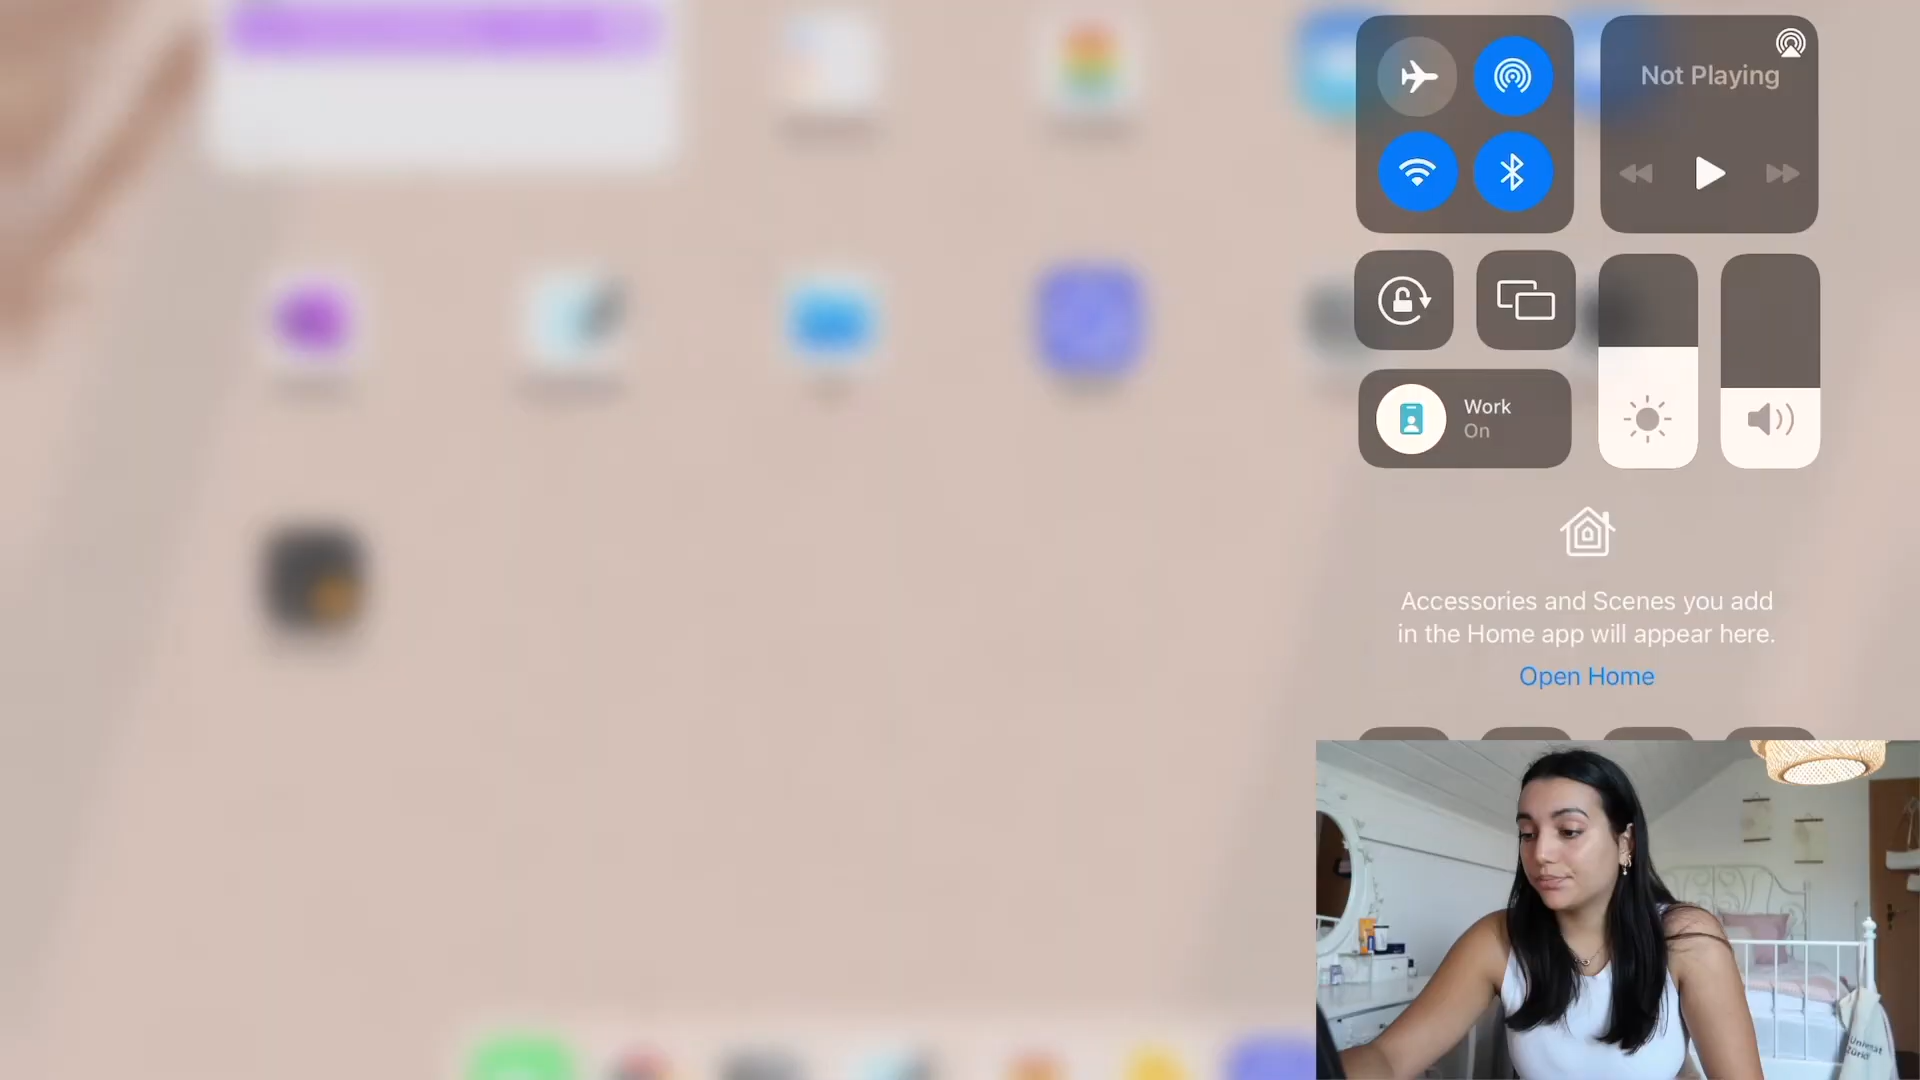 Not Playing
Work
On
Accessories and Scenes you add
in the Home app will appear here.
Open Home